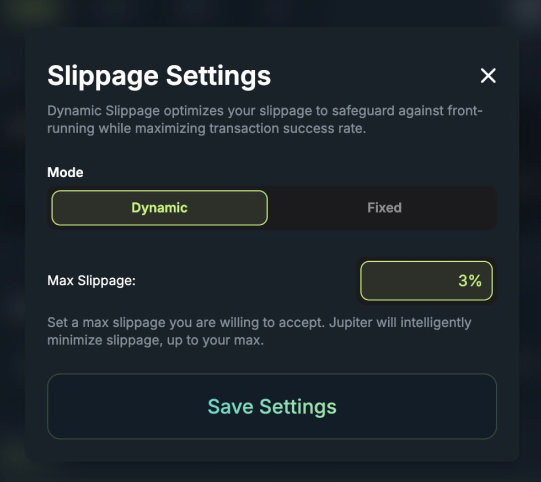 Slippage Settings
Dynamic Slippage optimizes your slippage to safeguard against front-
running while maximizing transaction success rate.
Mode
Dynamic
Fixed
Max Slippage:
3%
Set a max slippage you are willing to accept. Jupiter will intelligently
minimize slippage, up to your max.
Save Settings